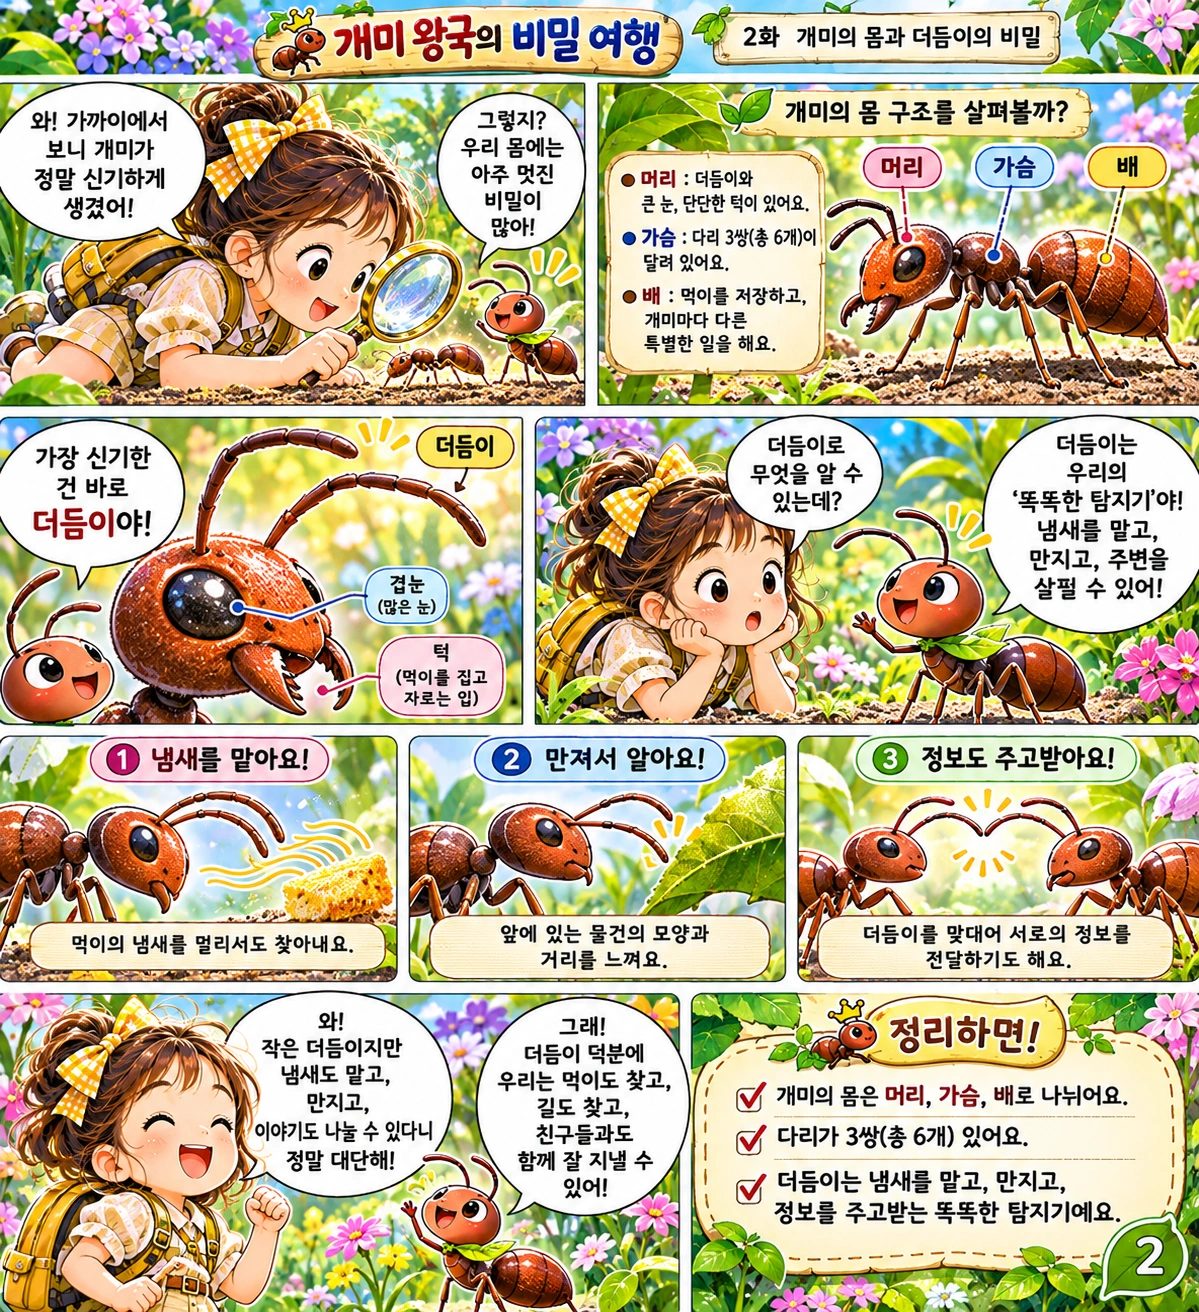 개미 왕국의 비밀 여행
2화 개미의 몸과 더듬이의 비밀
와! 가까이에서
보니 개미가
정말 신기하게
생겼어!
그렇지?
우리 몸에는
아주 멋진
비밀이
많아!
개미의 몸 구조를 살펴볼까?
머리 : 더듬이와
큰 눈, 단단한 턱이 있어요.
가슴 : 다리 3쌍(총 6개)이
달려 있어요.
배 : 먹이를 저장하고,
개미마다 다른
특별한 일을 해요.
머리
가슴
배
가장 신기한
건 바로
더듬이야!
더듬이
겹눈
(많은 눈)
턱
(먹이를 집고
자로는 입)
더듬이로
무엇을 알 수
있는데?
더듬이는
우리의
‘똑똑한 탐지기’야!
냄새를 말고,
만지고, 주변을
살펄 수 있어!
1 냄새를 맡아요!
먹이의 냄새를 멀리서도 찾아내요.
2 만져서 알아요!
앞에 있는 물건의 모양과
거리를 느껴요.
3 정보도 주고받아요!
더듬이를 맞대어 서로의 정보를
전달하기도 해요.
와!
작은 더듬이지만
냄새도 말고,
만지고,
이야기도 나눌 수 있다니
정말 대단해!
그래!
더듬이 덕분에
우리는 먹이도 찾고,
길도 찾고,
친구들과도
함께 잘 지낼 수
있어!
정리하면!
개미의 몸은 머리, 가슴, 배로 나뉘어요.
다리가 3쌍(총 6개) 있어요.
더듬이는 냄새를 말고, 만지고,
정보를 주고받는 똑똑한 탐지기예요.
2